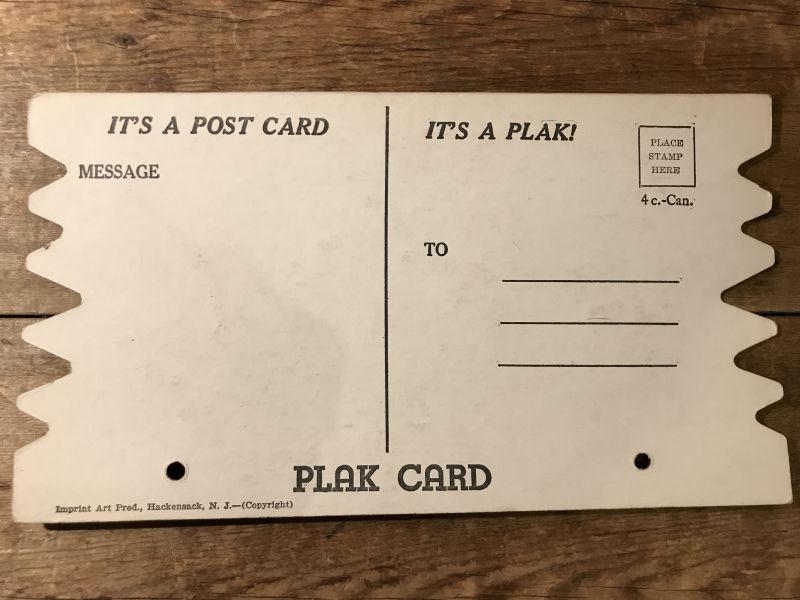 IT'S A POST CARD
MESSAGE
IT'S A PLAK!
PLACE
STAMP
HERE
4 c.-Can.
TO
PLAK CARD
Imprint Art Prod., Hackensack, N. J.—(Copyright)